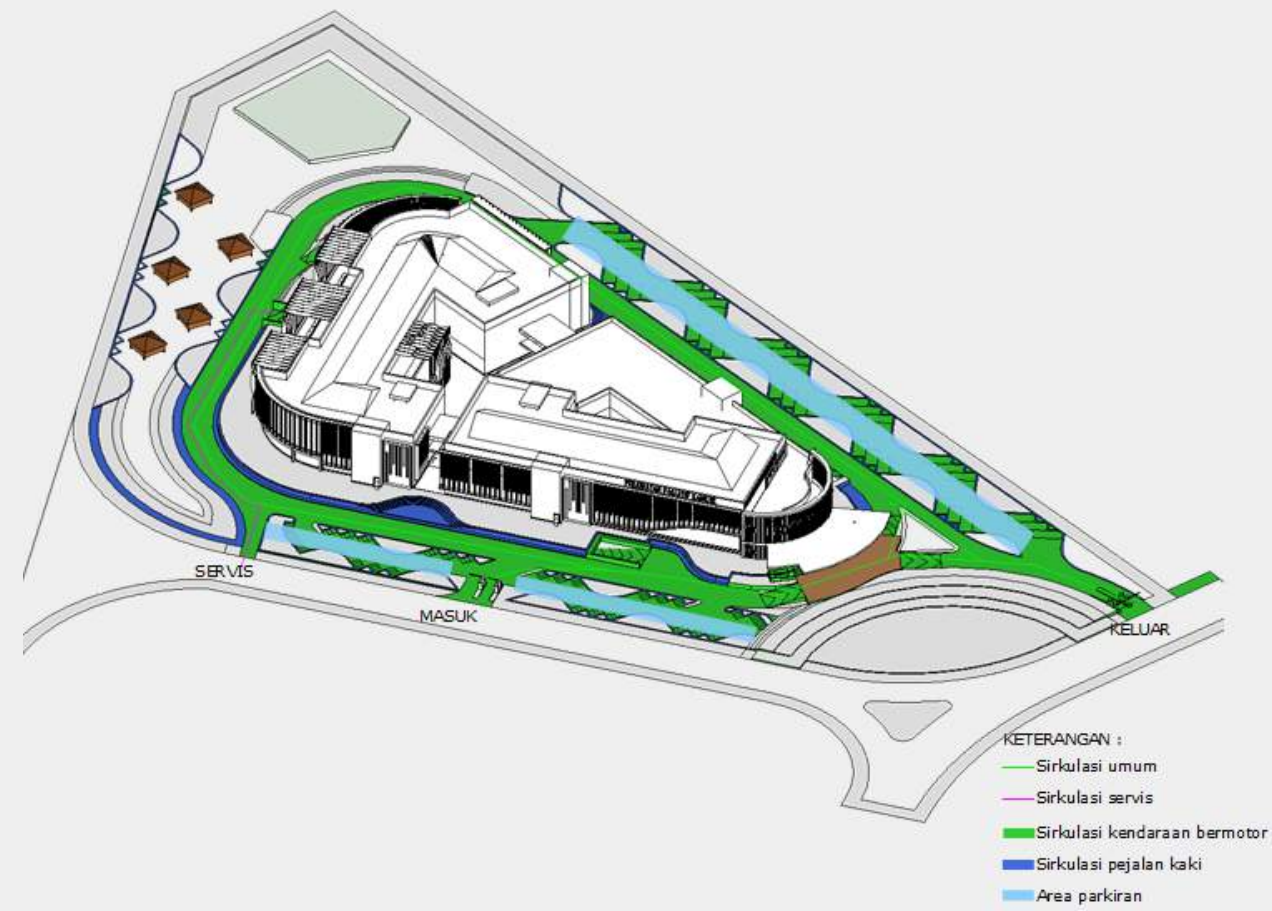 SERVIS
MASUK
KELUAR
KETERANGAN :
Sirkulasi umum
Sirkulasi servis
Sirkulasi kendaraan bermotor
Sirkulasi pejalan kaki
Area parkiran